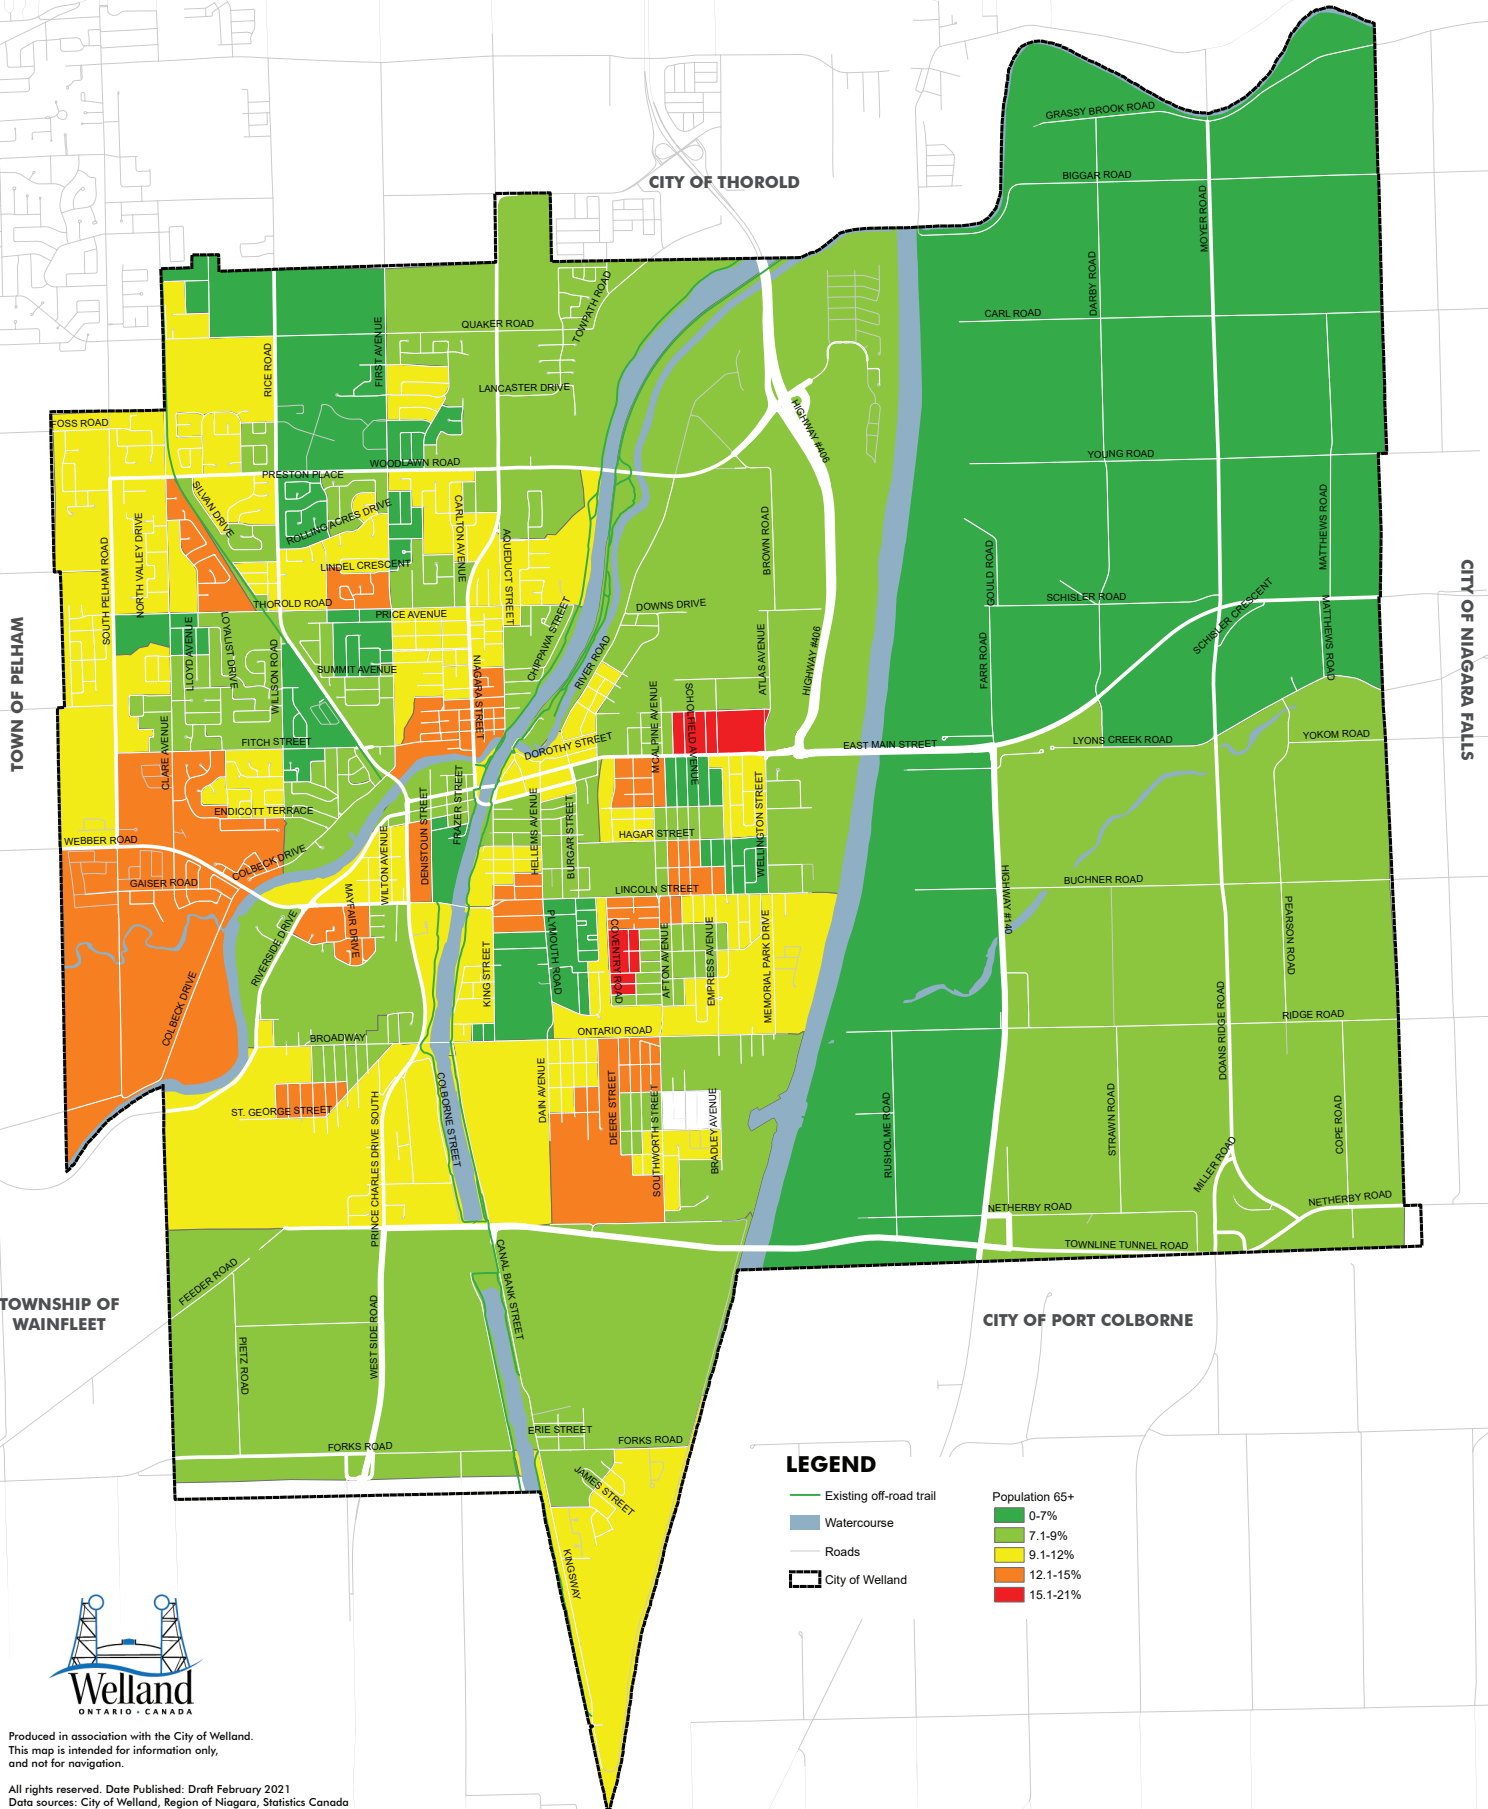 CITY OF THOROLD
GRASSY BROOK ROAD
BIGGAR ROAD
MOYER ROAD
DARBY ROAD
CARL ROAD
TOWPATH ROAD
QUAKER ROAD
FIRST AVENUE
RICE ROAD
LANCASTER DRIVE
HIGHWAY #406
FOSS ROAD
WOODLAWN ROAD
PRESTON PLACE
YOUNG ROAD
SILVAN DRIVE
ROLLING ACRES DRIVE
CARLTON AVENUE
AQUEDUCT STREET
BROWN ROAD
MATTHEWS ROAD
NORTH VALLEY DRIVE
SOUTH PELHAM ROAD
LINDEL CRESCENT
GOULD ROAD
THOROLD ROAD
PRICE AVENUE
DOWNS DRIVE
SCHISLER ROAD
SCHISLER CRESCENT
MATTHEWS ROAD
CITY OF NIAGARA FALLS
TOWN OF PELHAM
LLOYD AVENUE
LOYALIST DRIVE
WILLSON ROAD
SUMMIT AVENUE
CHIPPAWA STREET
RIVER ROAD
NIAGARA STREET
ATLAS AVENUE
HIGHWAY #406
FARR ROAD
MCALPINE AVENUE
SCHOLFIELD AVENUE
CLARE AVENUE
FITCH STREET
DOROTHY STREET
EAST MAIN STREET
LYONS CREEK ROAD
YOKOM ROAD
ENDICOTT TERRACE
DENISTOUN STREET
FRAZER STREET
HELLEMS AVENUE
BURGAR STREET
WELLINGTON STREET
HAGAR STREET
WEBBER ROAD
COLBECK DRIVE
WILTON AVENUE
GAISER ROAD
LINCOLN STREET
BUCHNER ROAD
HIGHWAY #140
MAYFAIR DRIVE
RIVERSIDE DRIVE
KING STREET
PLYMOUTH ROAD
COVENTRY ROAD
AFTON AVENUE
EMPRESS AVENUE
MEMORIAL PARK DRIVE
PEARSON ROAD
COLBECK DRIVE
BROADWAY
ONTARIO ROAD
RIDGE ROAD
DOANS RIDGE ROAD
ST. GEORGE STREET
PRINCE CHARLES DRIVE SOUTH
COLBORNE STREET
DAIN AVENUE
DEERE STREET
SOUTHWORTH STREET
BRADLEY AVENUE
RUSHOLME ROAD
STRAWN ROAD
COPE ROAD
MILLER ROAD
NETHERBY ROAD
NETHERBY ROAD
TOWNLINE TUNNEL ROAD
FEEDER ROAD
CANAL BANK STREET
TOWNSHIP OF
WAINFLEET
CITY OF PORT COLBORNE
PIETZ ROAD
WEST SIDE ROAD
ERIE STREET
FORKS ROAD
FORKS ROAD
JAMES STREET
KINGSWAY
LEGEND
Existing off-road trail
Watercourse
Roads
City of Welland
Population 65+
0-7%
7.1-9%
9.1-12%
12.1-15%
15.1-21%
Welland
ONTARIO • CANADA
Produced in association with the City of Welland.
This map is intended for information only,
and not for navigation.
All rights reserved. Date Published: Draft February 2021
Data sources: City of Welland, Region of Niagara, Statistics Canada